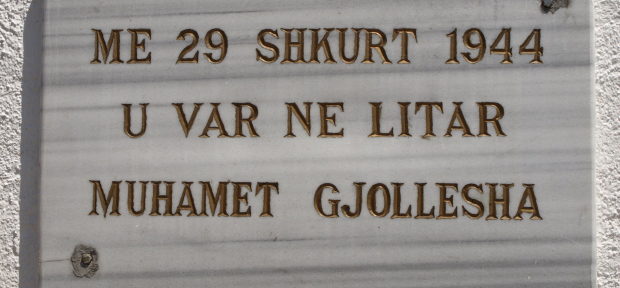 ME 29 SHKURT 1944
U VAR NE LITAR
MUHAMET GJOLLESHA